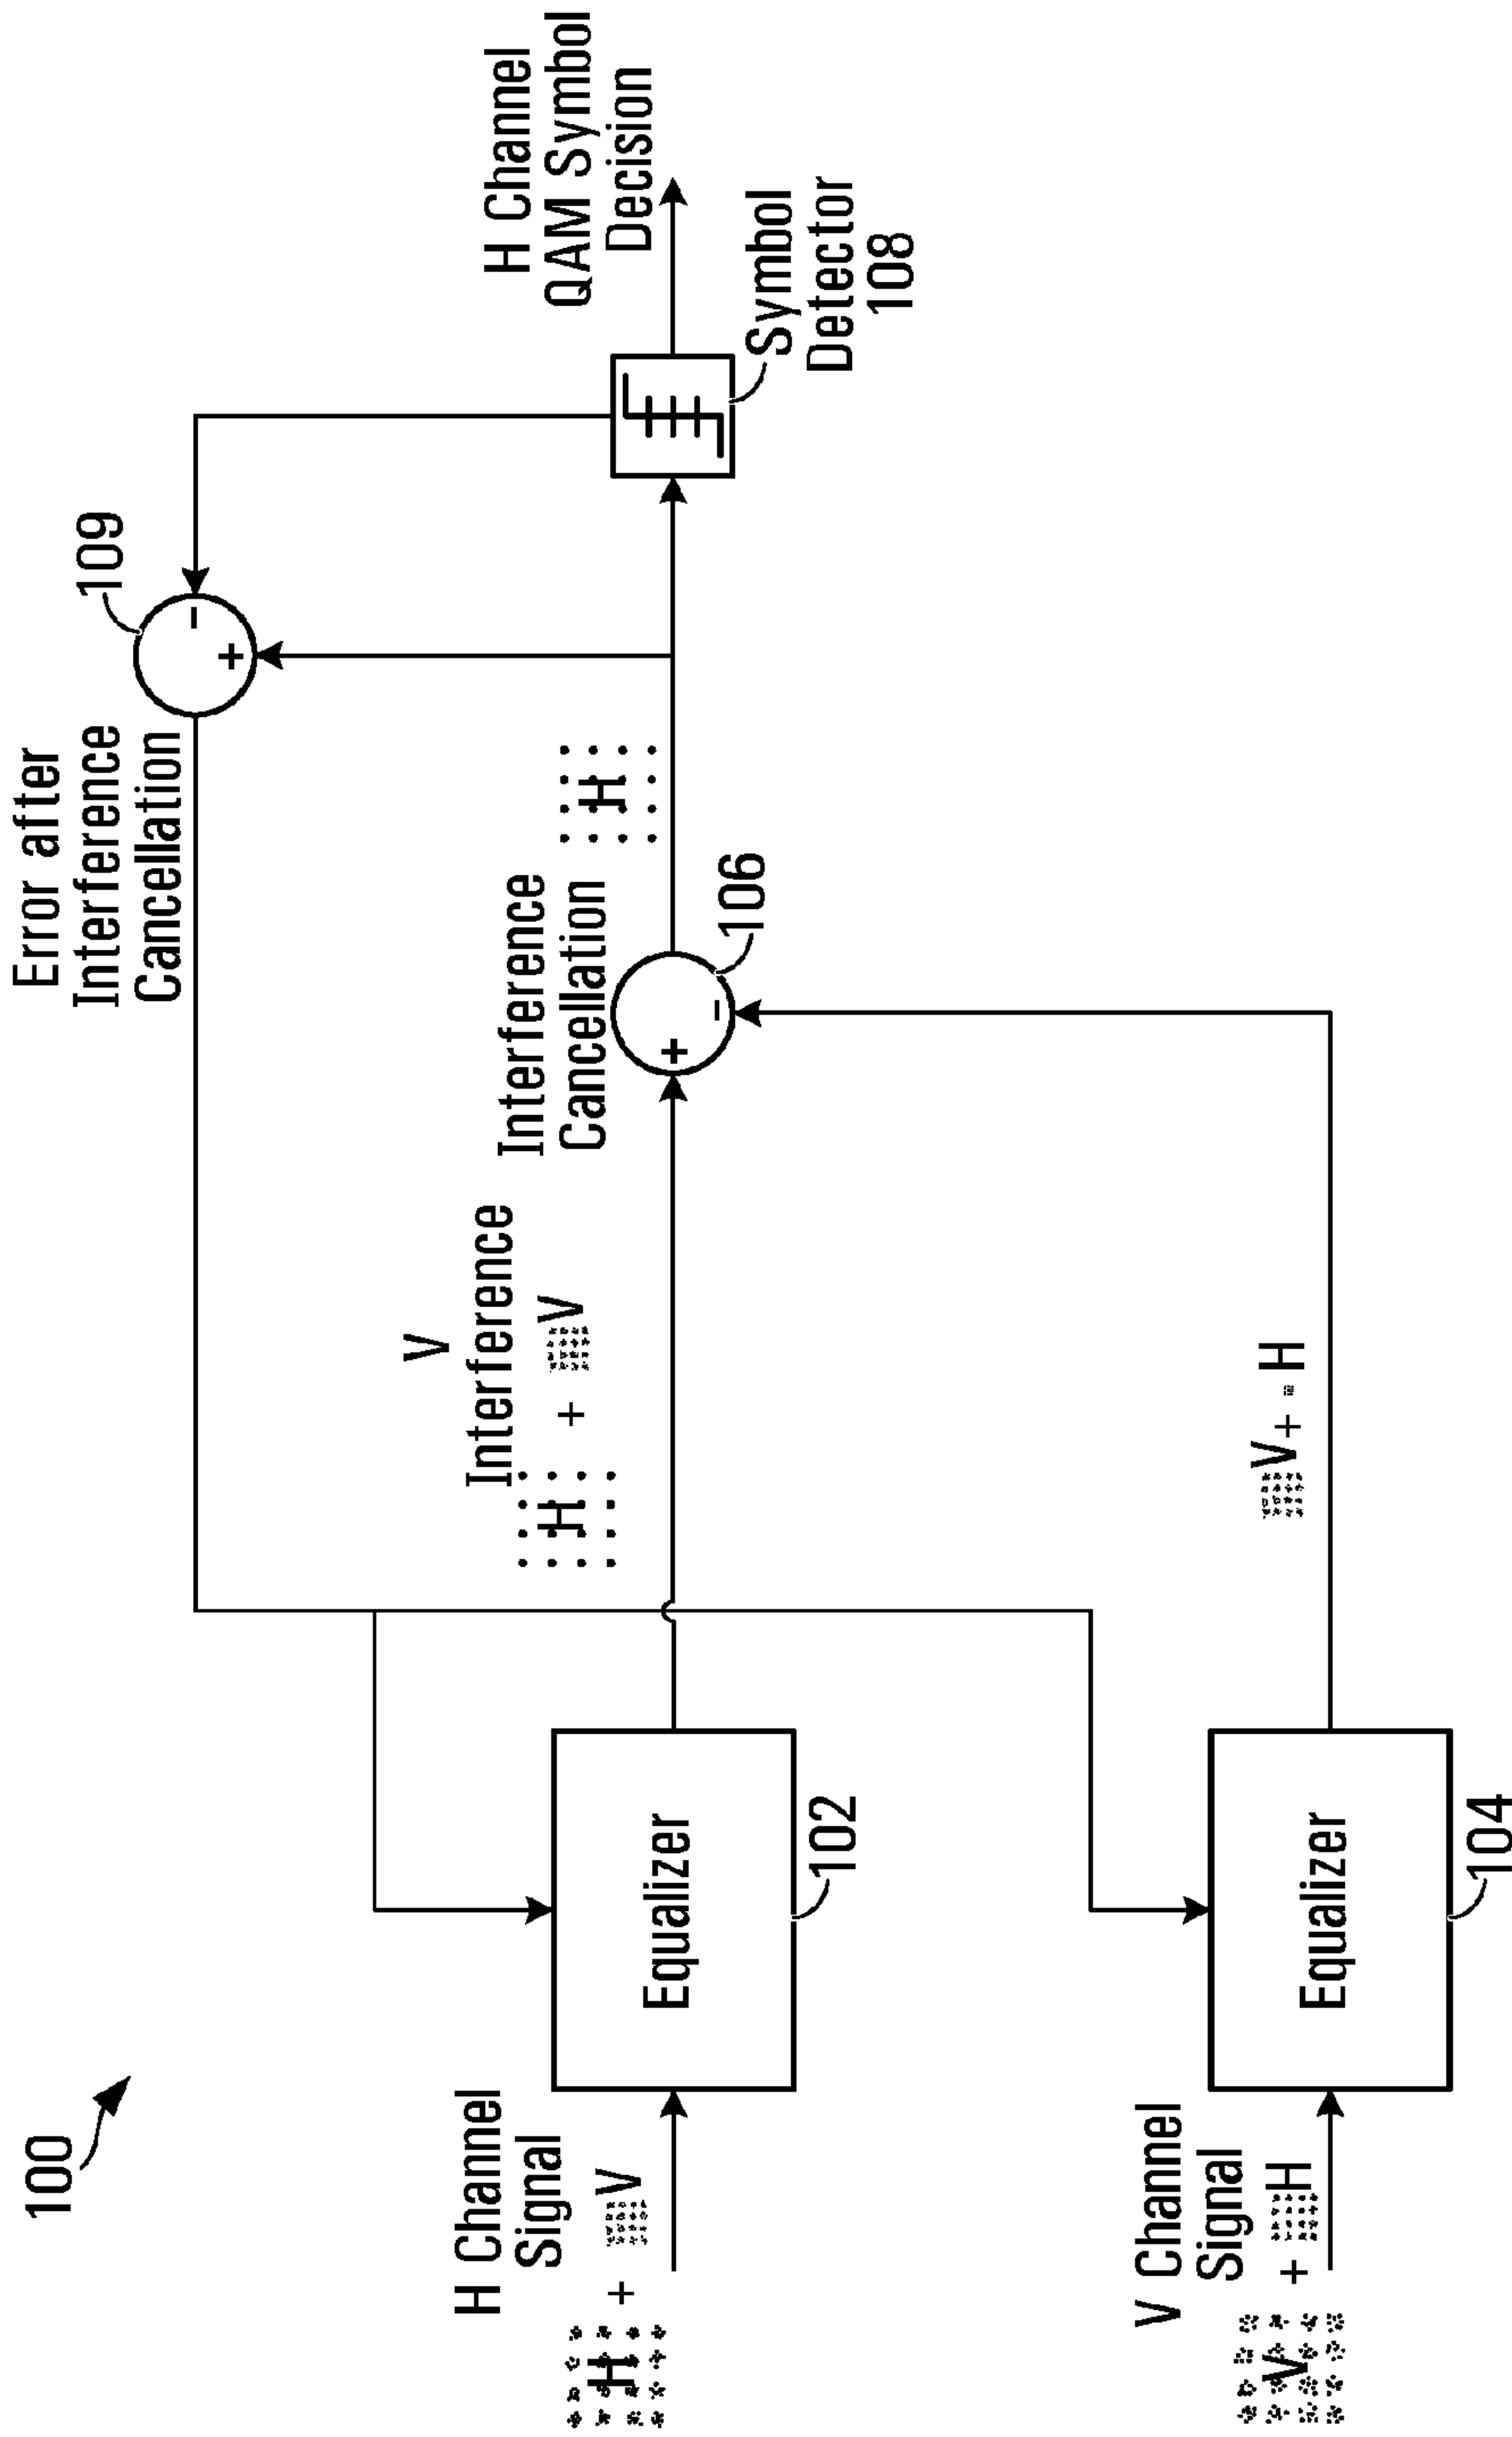 100
Error after
Interference
Cancellation
109
-
+
H Channel
Signal
H + V
Equalizer
102
V
Interference
H + V
Interference
Cancellation
+
-
106
H
H Channel
QAM Symbol
Decision
Symbol
Detector
108
V Channel
Signal
V + H
Equalizer
104
V + H